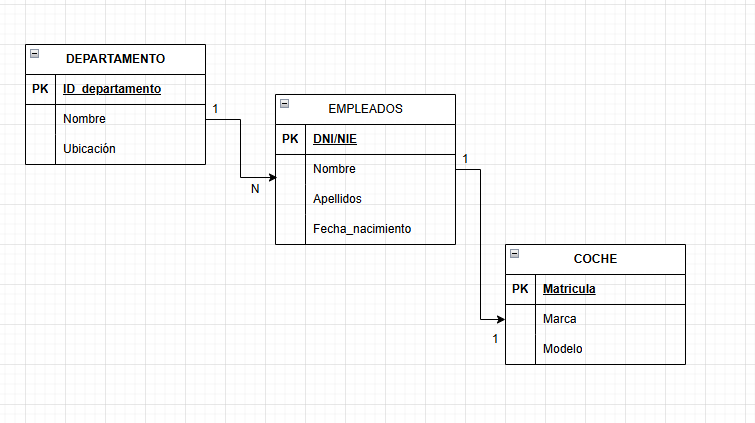 DEPARTAMENTO
PK ID_departamento
Nombre
Ubicación
1
N
EMPLEADOS
PK DNI/NIE
Nombre
Apellidos
Fecha_nacimiento
1
1
COCHE
PK Matricula
Marca
Modelo